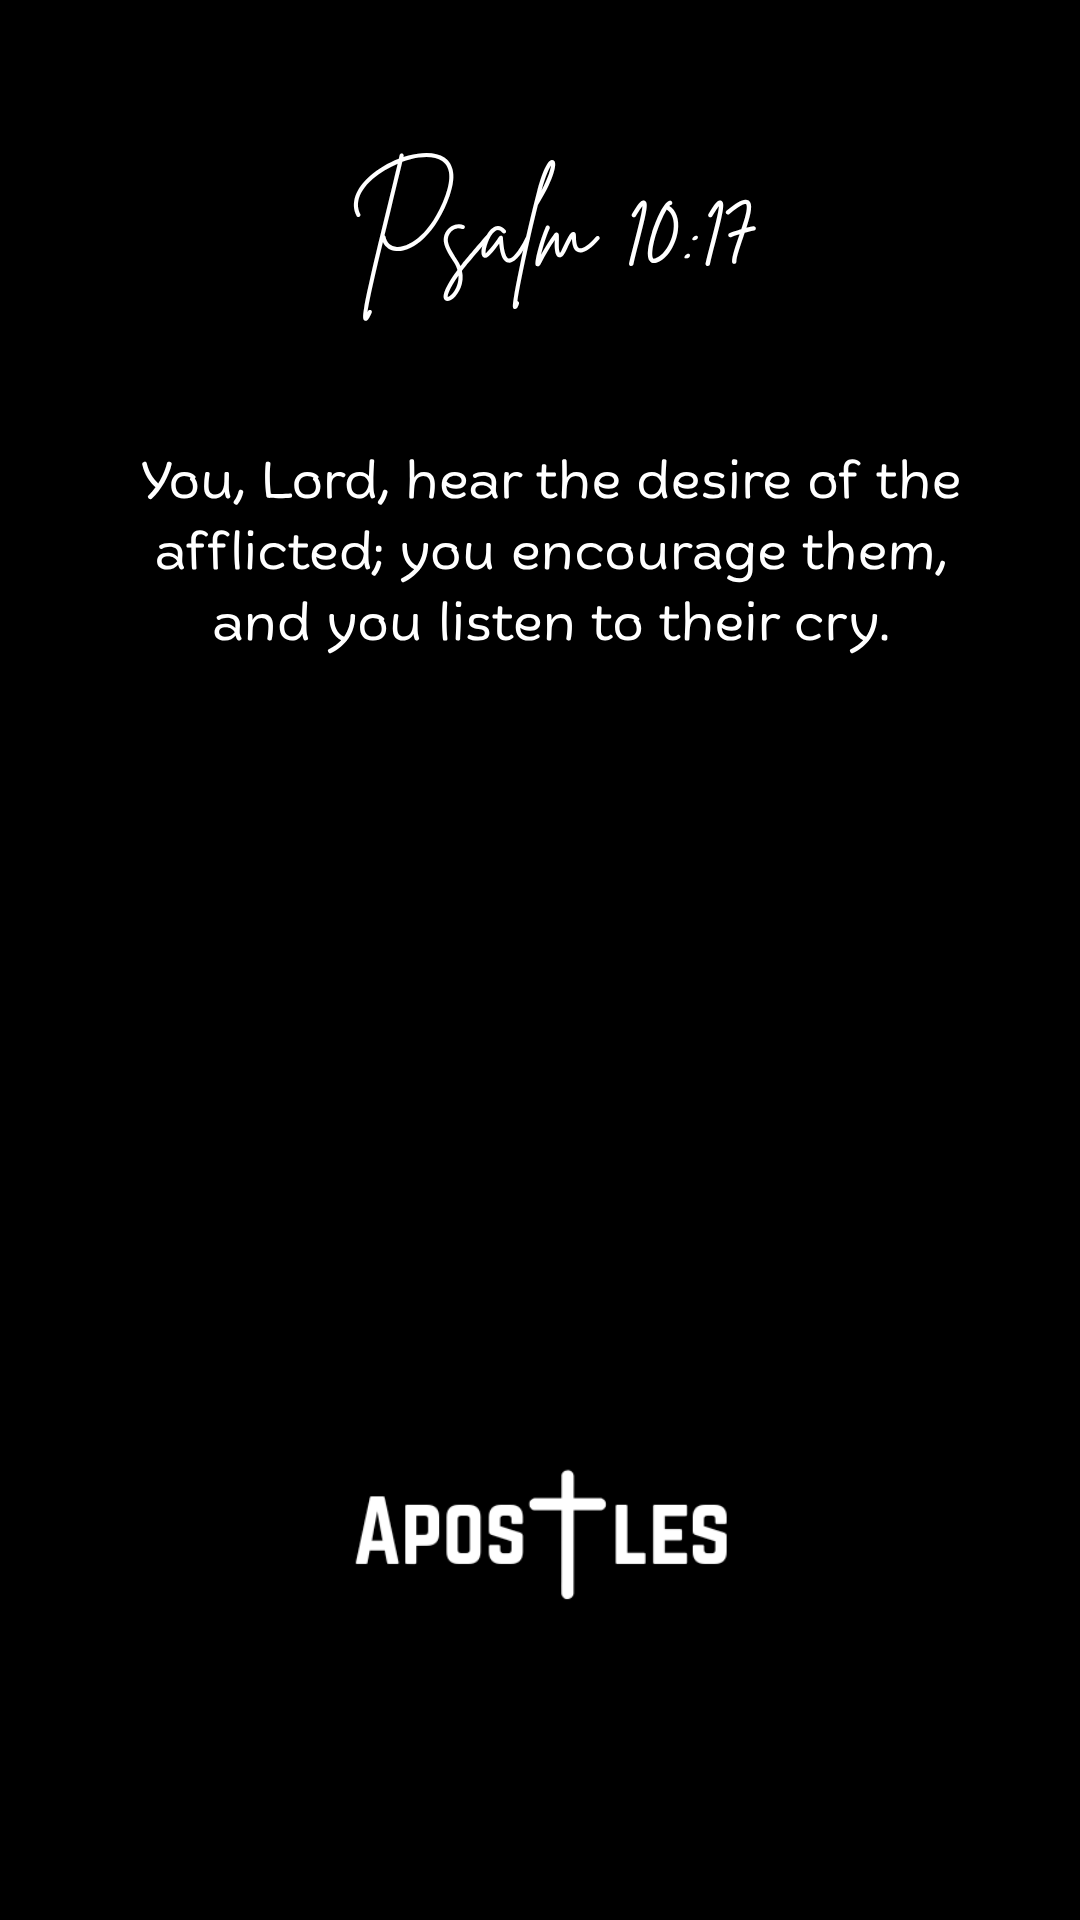 Psalm 10:17
You, Lord, hear the desire of the
afflicted; you encourage them,
and you listen to their cry.
APOSTLES